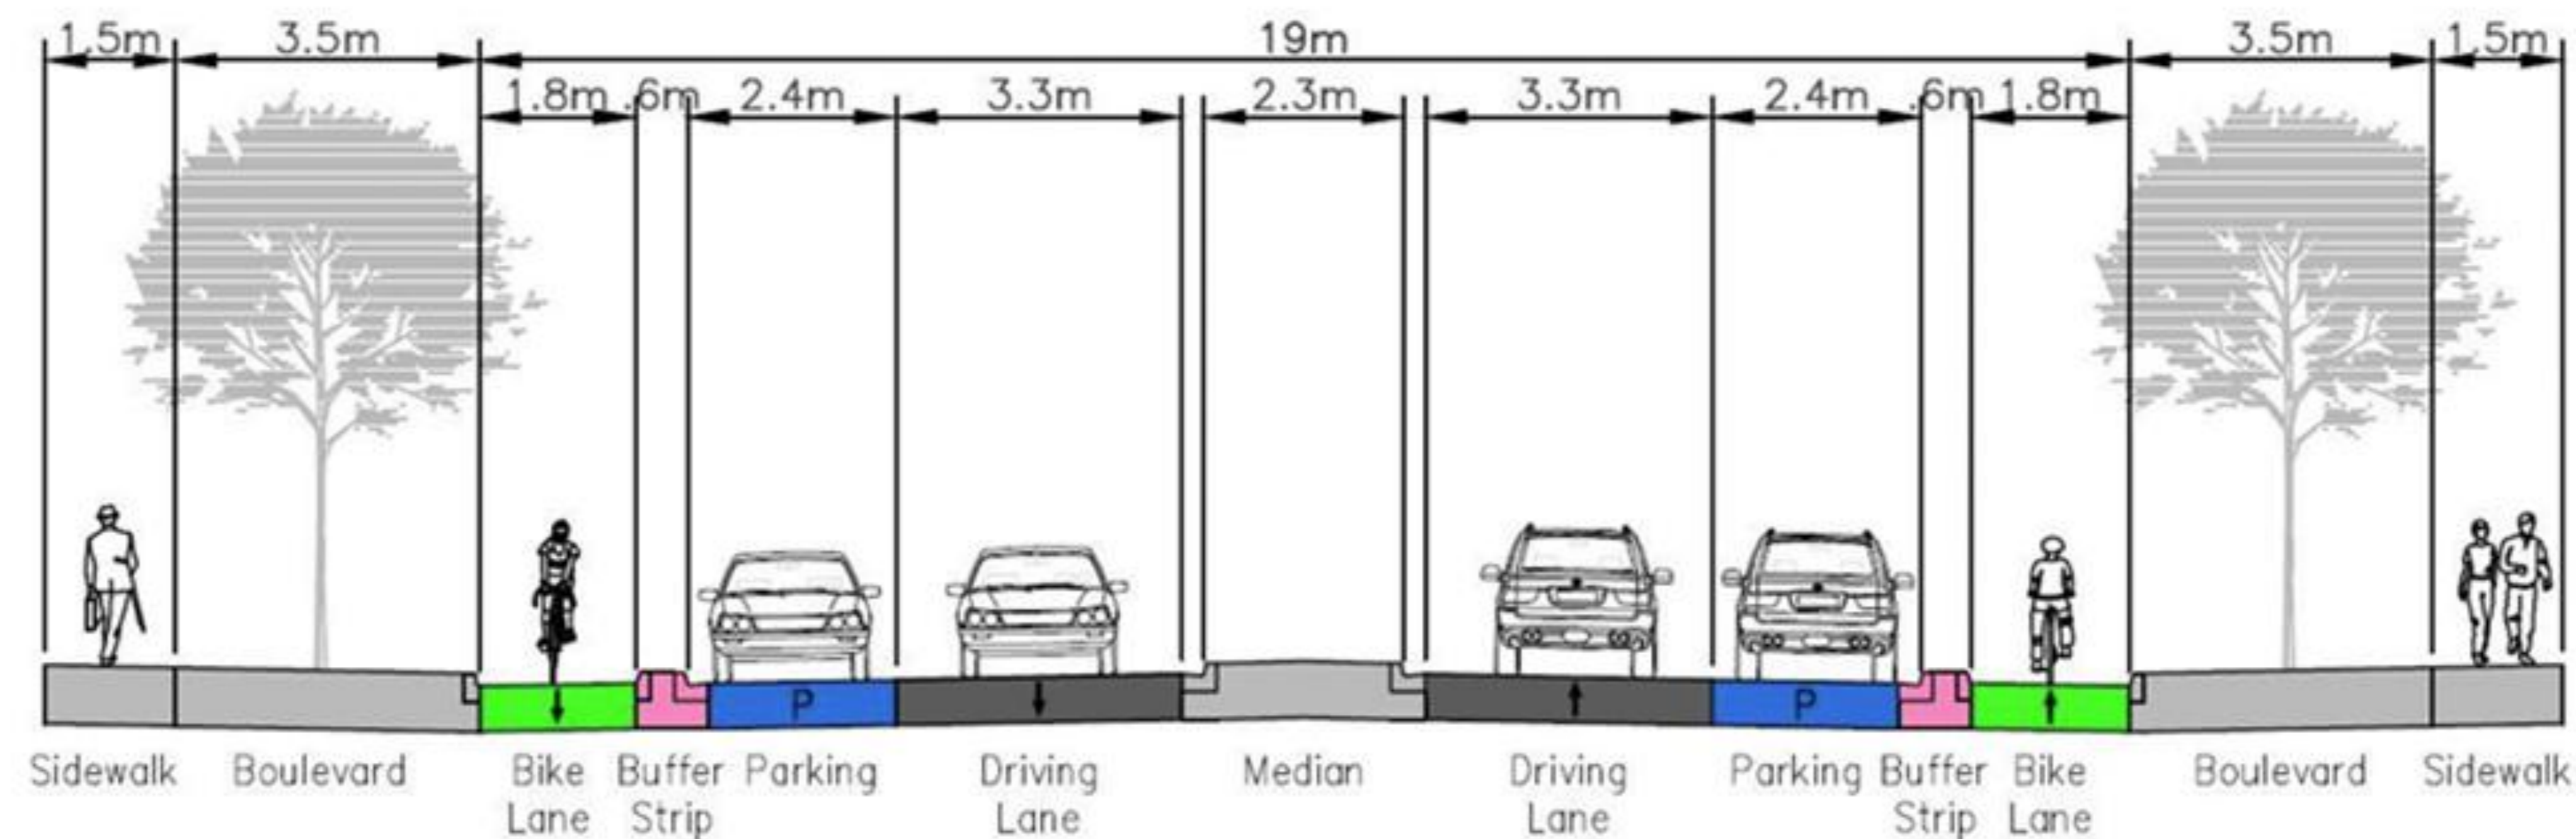 1.5m 3.5m 19m 3.5m 1.5m
1.8m .6m 2.4m 3.3m 2.3m 3.3m 2.4m .6m 1.8m
P P
Sidewalk Boulevard Bike Buffer Parking Driving Median Driving Parking Buffer Bike Boulevard Sidewalk
Lane Strip Lane Lane Strip Lane